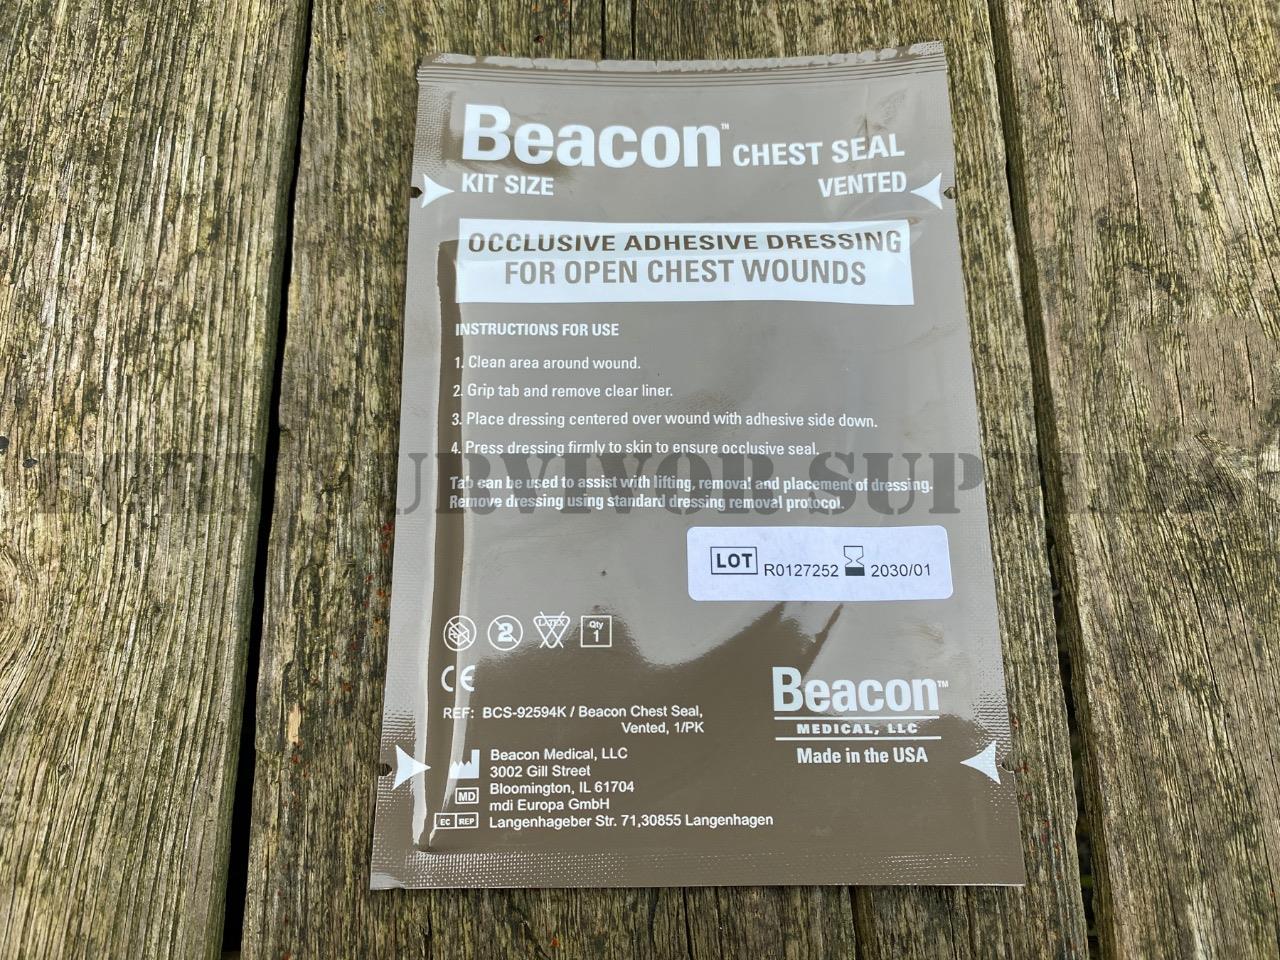 Beacon™ CHEST SEAL
KIT SIZE VENTED
OCCLUSIVE ADHESIVE DRESSING
FOR OPEN CHEST WOUNDS
INSTRUCTIONS FOR USE
1. Clean area around wound.
2. Grip tab and remove clear liner.
3. Place dressing centered over wound with adhesive side down.
4. Press dressing firmly to skin to ensure occlusive seal.
Tab can be used to assist with lifting, removal and placement of dressing.
Remove dressing using standard dressing removal protocol.
SURVIVOR
LOT R0127252 2030/01
2 LATEX Qty
1
CE
REF: BCS-92594K / Beacon Chest Seal,
Vented, 1/PK
Beacon™
MEDICAL, LLC
Made in the USA
Beacon Medical, LLC
3002 Gill Street
Bloomington, IL 61704
MD
mdi Europa GmbH
EC REP Langenhageber Str. 71,30855 Langenhagen